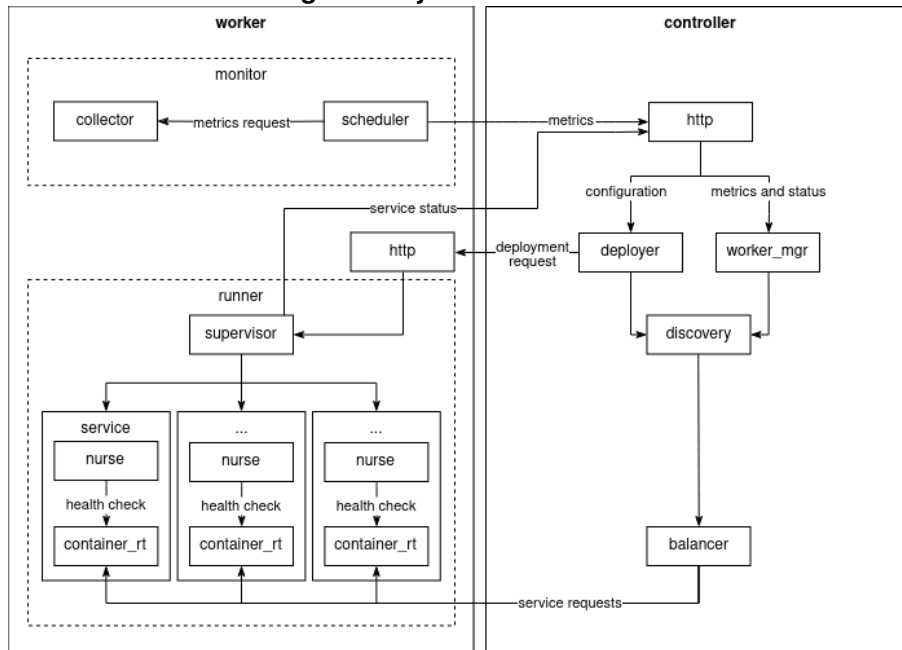 worker
controller
monitor
collector
metrics request
scheduler
metrics
http
service status
configuration
metrics and status
http
deployment
request
deployer
worker_mgr
runner
supervisor
discovery
service
...
...
nurse
nurse
nurse
health check
health check
health check
container_rt
container_rt
container_rt
balancer
service requests